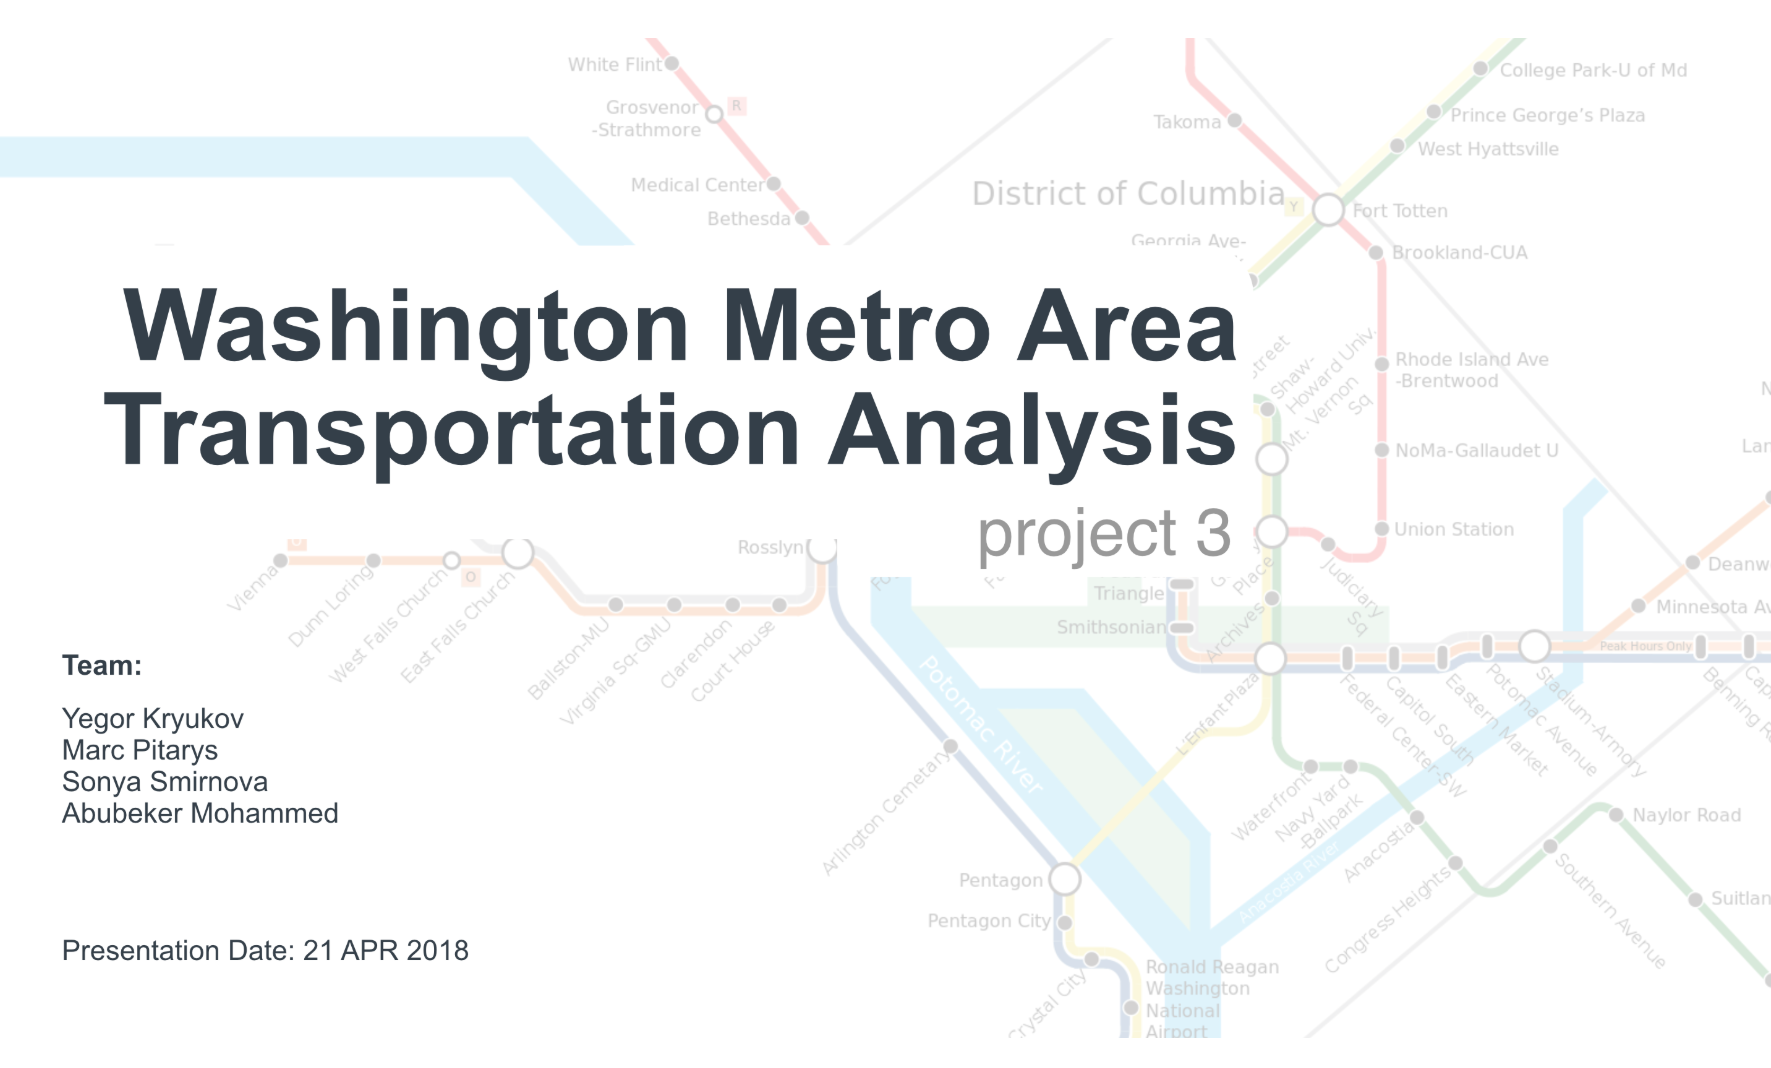 White Flint
Grosvenor
-Strathmore
R
Medical Center
Bethesda
Takoma
College Park-U of Md
Prince George's Plaza
West Hyattsville
District of Columbia
Y
Fort Totten
Georgia Ave-
Brookland-CUA
Washington Metro Area
Transportation Analysis
project 3
Street
Shaw-
Howard Univ.
Mt. Vernon
Sq
Rhode Island Ave
-Brentwood
NoMa-Gallaudet U
Union Station
Judiciary
Sq
Place
Archives
Rosslyn
O
Vienna
Dunn Loring
West Falls Church
East Falls Church
Ballston-MU
Virginia Sq-GMU
Clarendon
Court House
Triangle
Smithsonian
Deanw
Minnesota Av
Peak Hours Only
L'Enfant Plaza
Federal Center-SW
Capitol South
Eastern Market
Potomac Avenue
Stadium-Armory
Benning R
Cap
Potomac River
Arlington Cemetary
Waterfront
Navy Yard
-Ballpark
Anacostia
Anacostia River
Congress Heights
Southern Avenue
Naylor Road
Suitlan
Pentagon
Pentagon City
Crystal City
Ronald Reagan
Washington
National
Airport
Team:
Yegor Kryukov
Marc Pitarys
Sonya Smirnova
Abubeker Mohammed
Presentation Date: 21 APR 2018